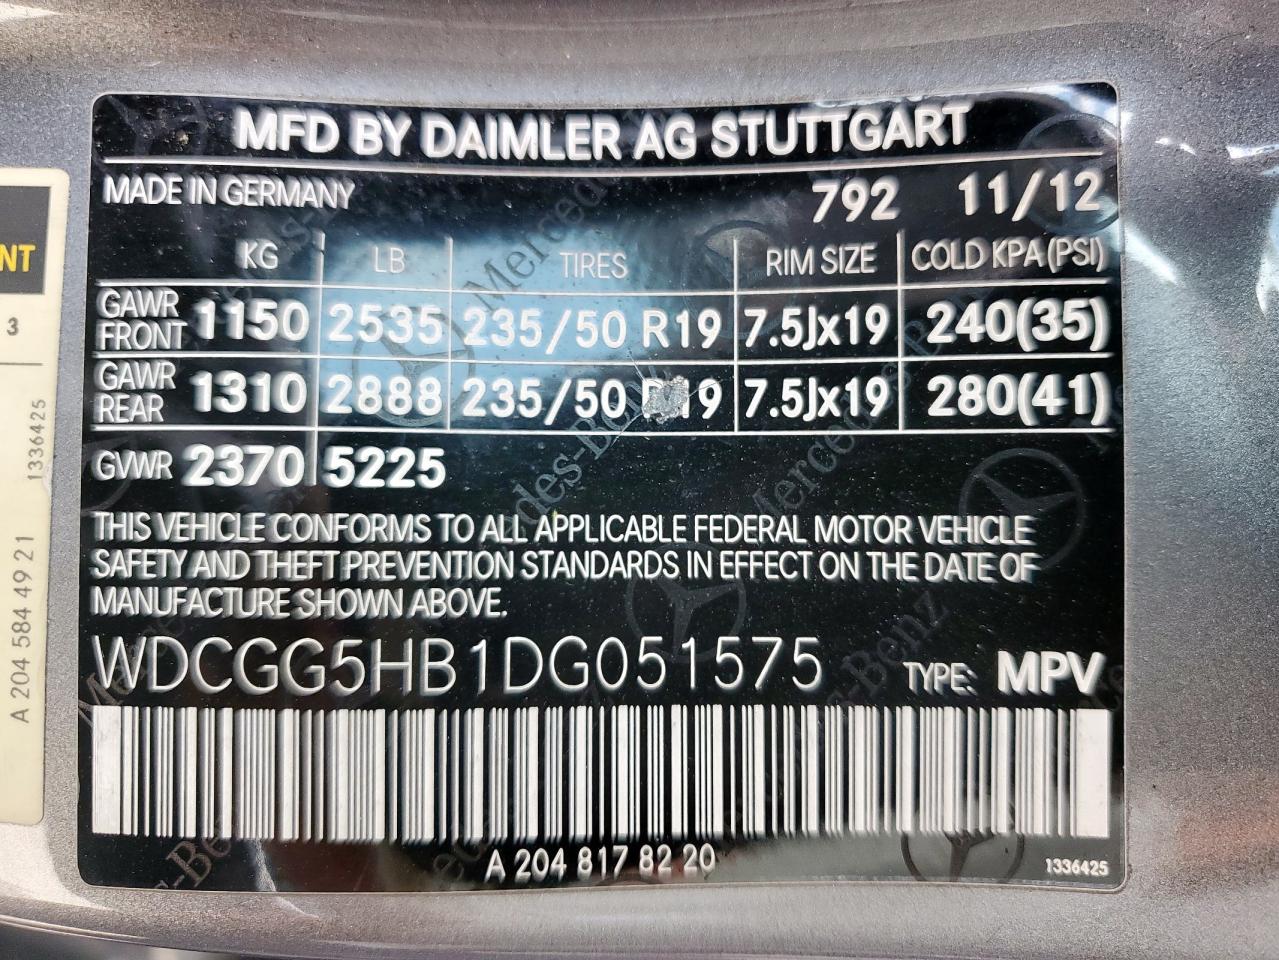 MFD BY DAIMLER AG STUTTGART
MADE IN GERMANY 792 11/12
KG LB TIRES RIM SIZE COLD KPA (PSI)
GAWR FRONT 1150 2535 235/50 R19 7.5Jx19 240(35)
GAWR REAR 1310 2888 235/50 R19 7.5Jx19 280(41)
GVWR 2370 5225
THIS VEHICLE CONFORMS TO ALL APPLICABLE FEDERAL MOTOR VEHICLE
SAFETY AND THEFT PREVENTION STANDARDS IN EFFECT ON THE DATE OF
MANUFACTURE SHOWN ABOVE.
WDCGG5HB1DG051575 TYPE: MPV
A 204 817 82 20
1336425
NT
3
1336425
A 204 584 49 21
Mercedes-Benz